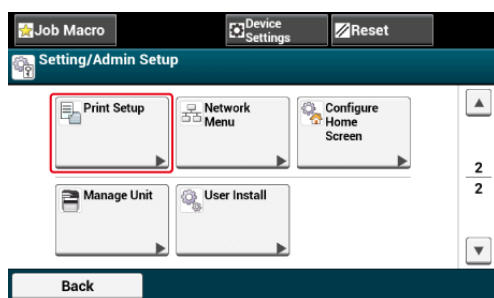 Job Macro
Device
Settings
Reset
Setting/Admin Setup
Print Setup
Network
Menu
Configure
Home
Screen
Manage Unit
User Install
2
2
Back